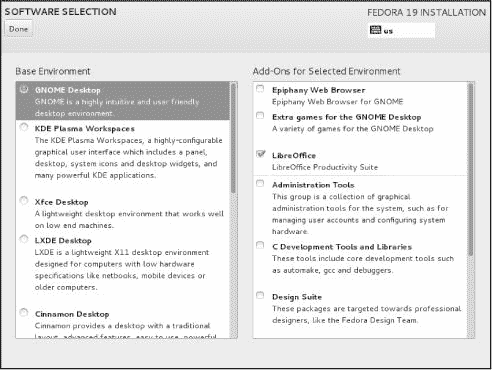 SOFTWARE SELECTION
FEDORA 19 INSTALLATION
Done
us
Base Environment
GNOME Desktop
GNOME is a highly intuitive and user friendly
desktop environment.
KDE Plasma Workspaces
The KDE Plasma Workspaces, a highly-configurable
graphical user interface which includes a panel,
desktop, system icons and desktop widgets, and
many powerful KDE applications.
Xfce Desktop
A lightweight desktop environment that works well
on low end machines.
LXDE Desktop
LXDE is a lightweight X11 desktop environment
designed for computers with low hardware
specifications like netbooks, mobile devices or
older computers.
Cinnamon Desktop
Cinnamon provides a desktop with a traditional
layout, advanced features, easy to use, powerful
Add-Ons for Selected Environment
Epiphany Web Browser
Epiphany Web Browser for GNOME
Extra games for the GNOME Desktop
A variety of games for the GNOME Desktop
LibreOffice
LibreOffice Productivity Suite
Administration Tools
This group is a collection of graphical
administration tools for the system, such as for
managing user accounts and configuring system
hardware.
C Development Tools and Libraries
These tools include core development tools such
as automake, gcc and debuggers.
Design Suite
These packages are targeted towards professional
designers, like the Fedora Design Team.